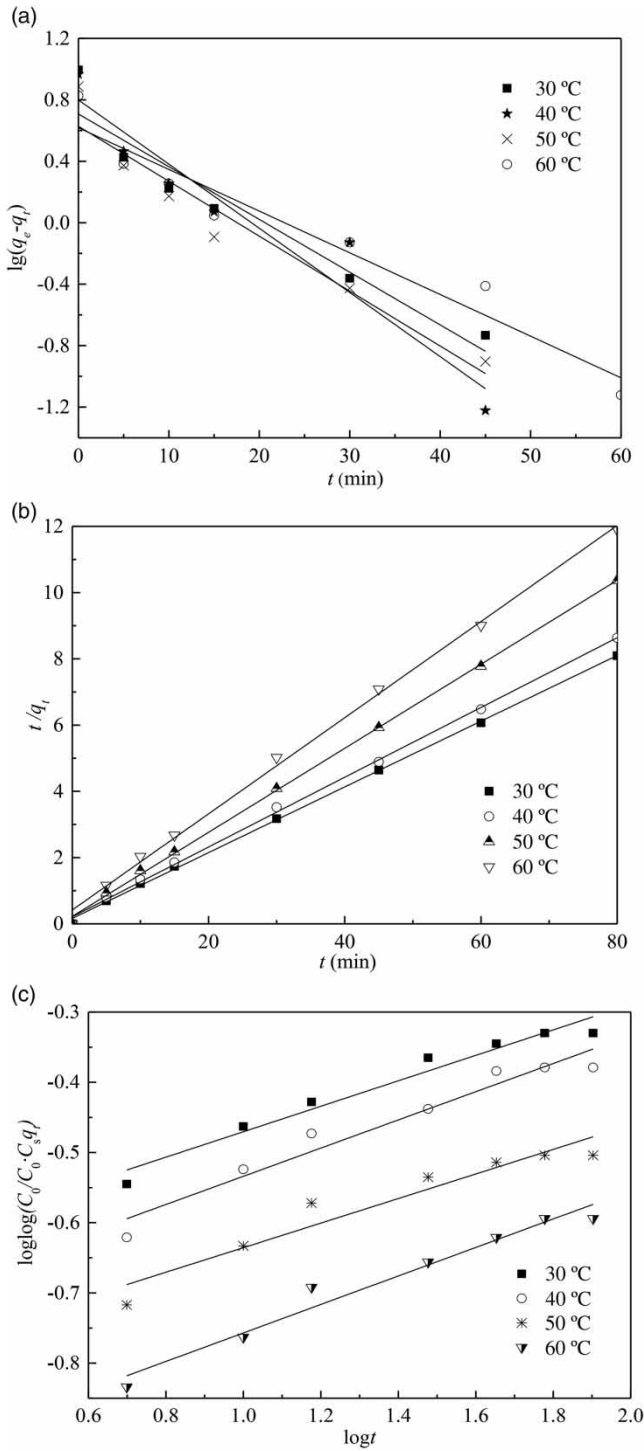 (a)
1.2
0.8
0.4
0.0
-0.4
-0.8
-1.2
lg(qe-qt)
30 ºC
40 ºC
50 ºC
60 ºC
0 10 20 30 40 50 60
t (min)
(b)
12
10
8
6
4
2
0
t/qt
30 ºC
40 ºC
50 ºC
60 ºC
0 20 40 60 80
t (min)
(c)
-0.3
-0.4
-0.5
-0.6
-0.7
-0.8
loglog(C0/C0·Csqt)
30 ºC
40 ºC
50 ºC
60 ºC
0.6 0.8 1.0 1.2 1.4 1.6 1.8 2.0
logt